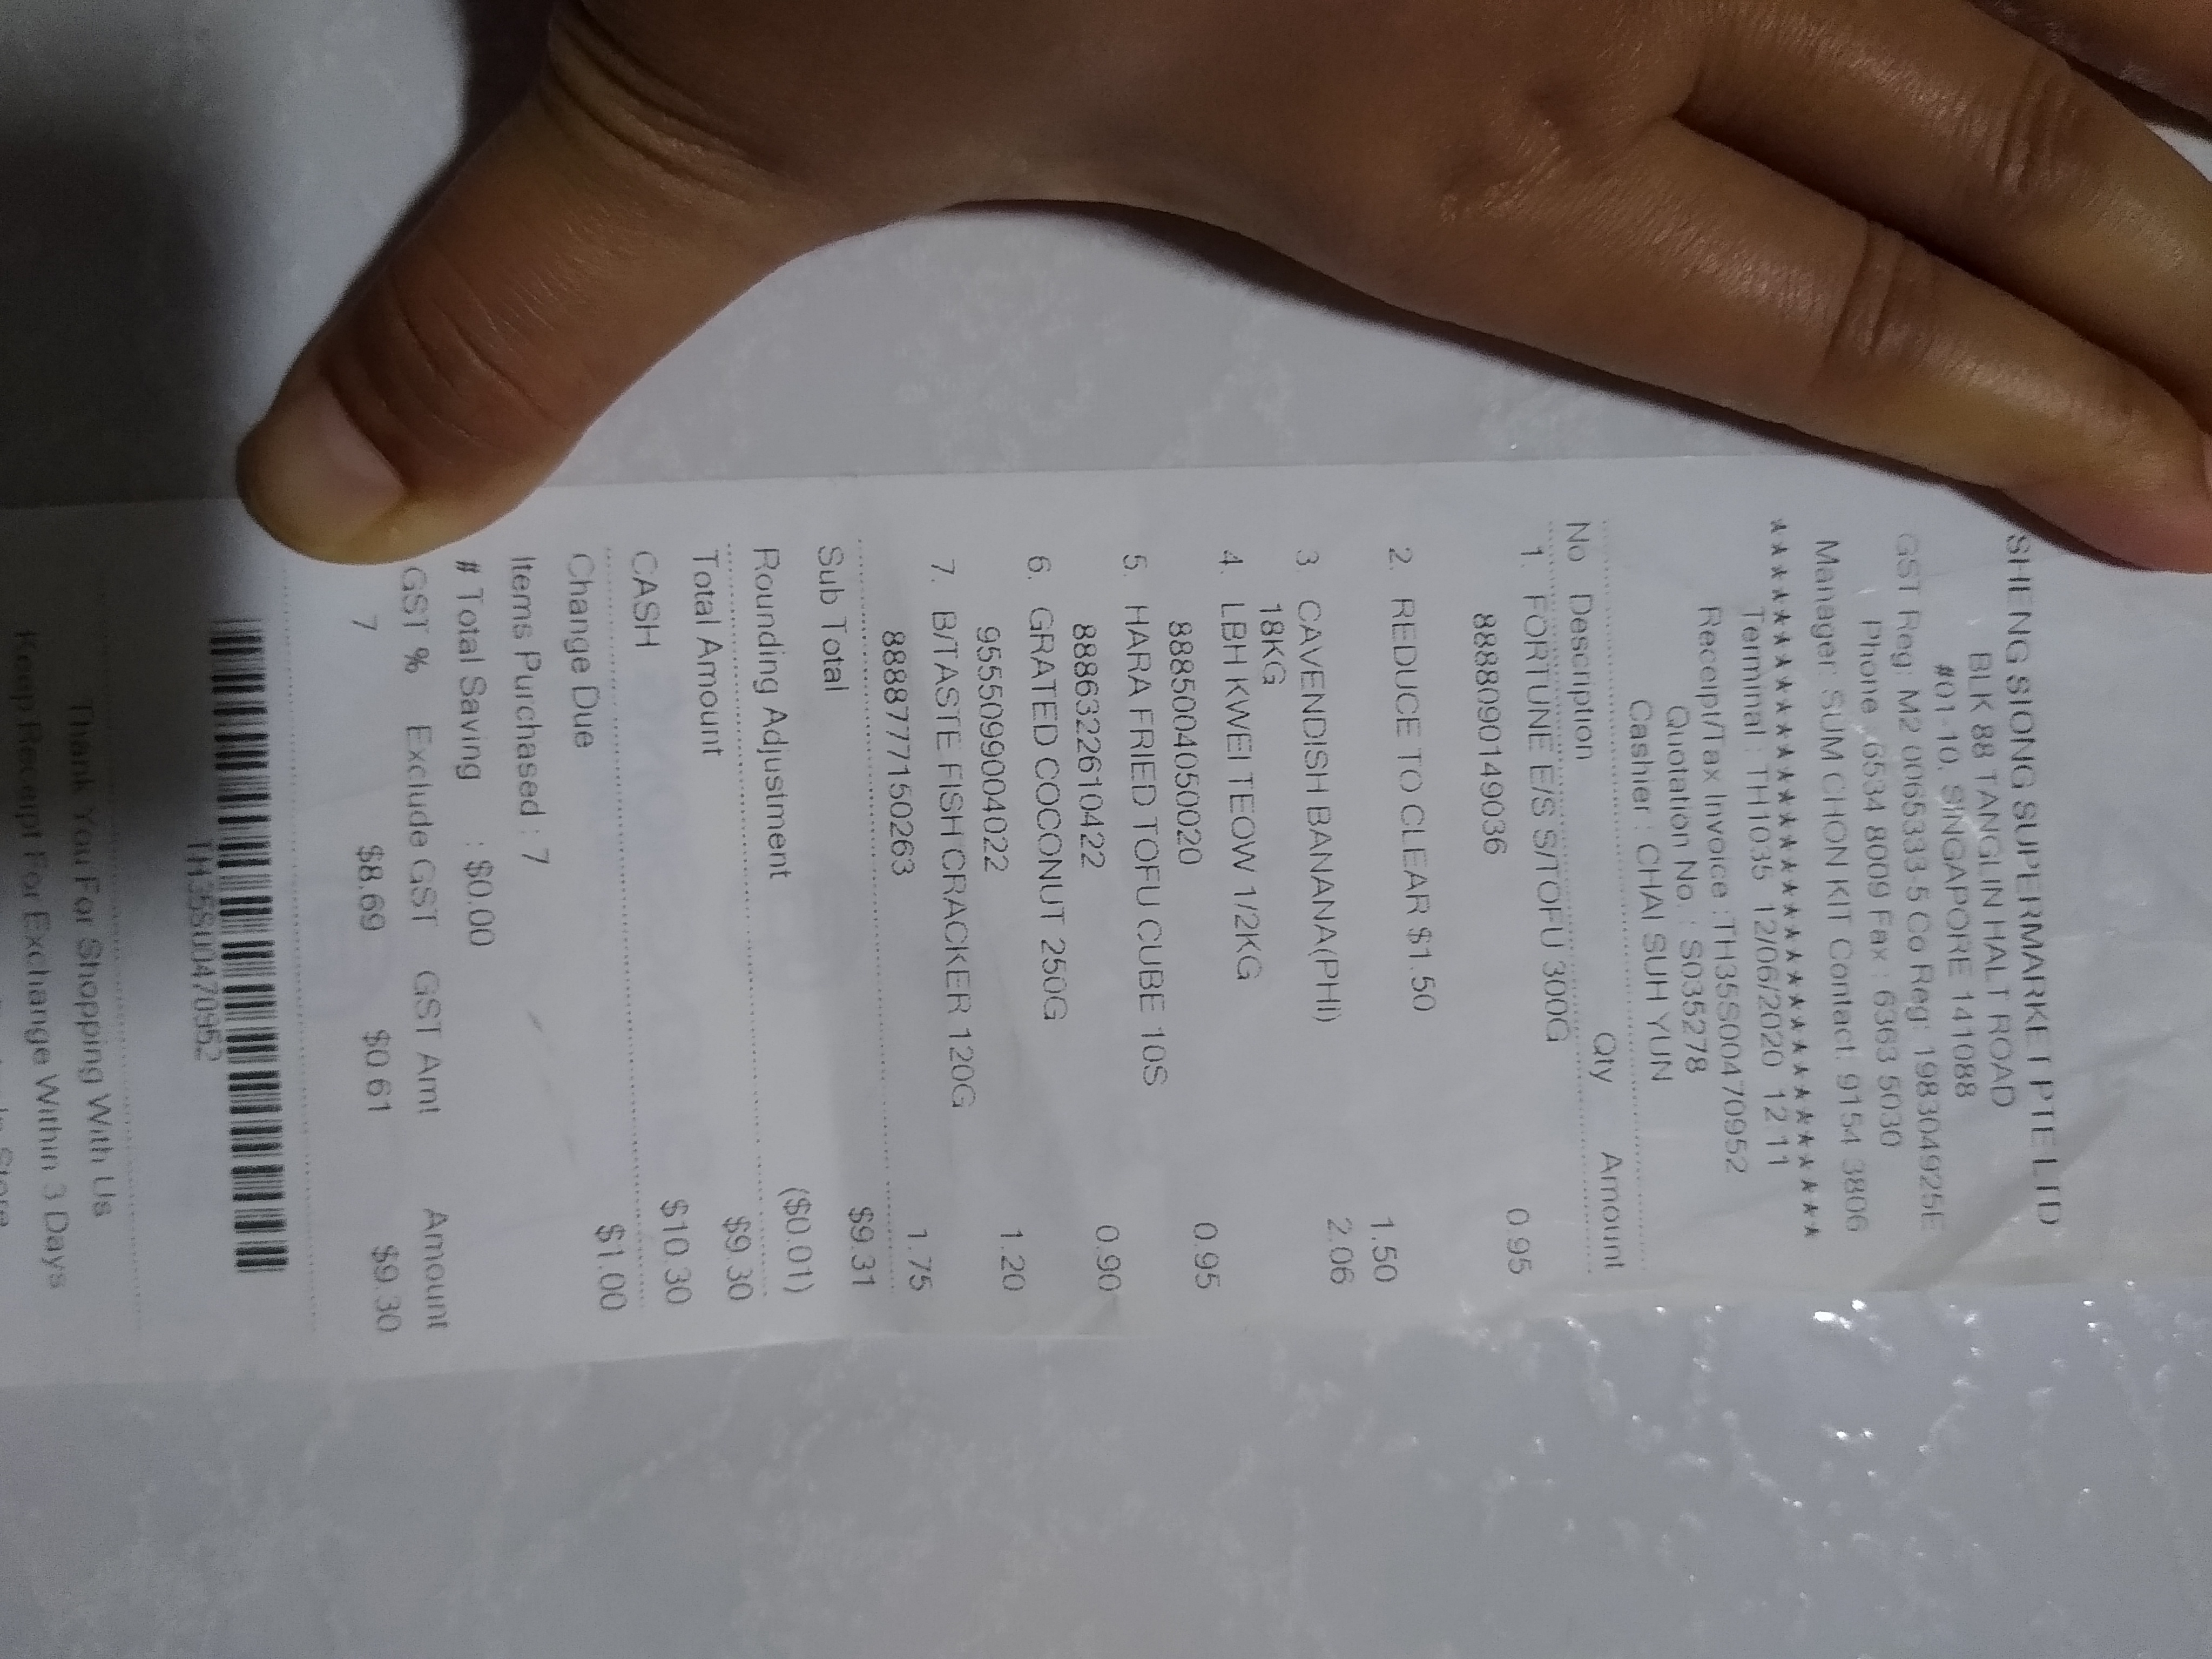 SHENG SIONG SUPERMARKET PTE LTD
BLK 88 TANGLIN HALT ROAD
#01-10, SINGAPORE 141088
GST Reg: M2 0065333-5 Co Reg: 198304925E
Phone 6534 8009 Fax : 6363 5030
Manager: SUM CHON KIT Contact: 9154 3806
Terminal : TH1035 12/06/2020 12:11
Receipt/Tax Invoice :TH35S00470952
Quotation No : S035278
Cashier : CHAI SUH YUN
No Description Qty Amount
1. FORTUNE E/S S/TOFU 300G
8888090149036 0.95
2. REDUCE TO CLEAR $1.50
1.50
3 CAVENDISH BANANA(PHI) 2.06
18KG
4 LBH KWEI TEOW 1/2KG
8885004050020 0.95
5. HARA FRIED TOFU CUBE 10S
8886322610422 0.90
6. GRATED COCONUT 250G
9555099004022 1.20
7. B/TASTE FISH CRACKER 120G
8888777150263 1.75
Sub Total $9.31
Rounding Adjustment ($0.01)
Total Amount $9.30
CASH $10.30
Change Due $1.00
Items Purchased : 7
# Total Saving : $0.00
GST % Exclude GST GST Amt Amount
7 $8.69 $0.61 $9.30
Thank You For Shopping With Us
Keep Receipt For Exchange Within 3 Days